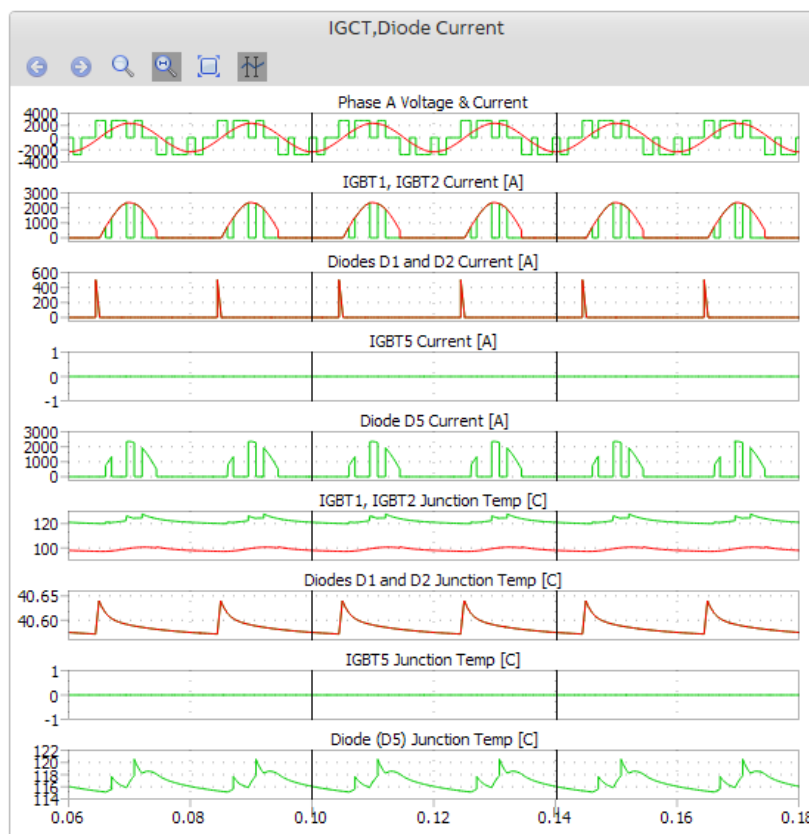 IGCT,Diode Current
Phase A Voltage & Current
4000
2000
0
-2000
-4000
IGBT1, IGBT2 Current [A]
3000
2000
1000
0
Diodes D1 and D2 Current [A]
600
400
200
0
IGBT5 Current [A]
1
0
-1
Diode D5 Current [A]
3000
2000
1000
0
IGBT1, IGBT2 Junction Temp [C]
120
100
Diodes D1 and D2 Junction Temp [C]
40.65
40.60
IGBT5 Junction Temp [C]
1
0
-1
Diode (D5) Junction Temp [C]
122
120
118
116
114
0.06 0.08 0.10 0.12 0.14 0.16 0.18